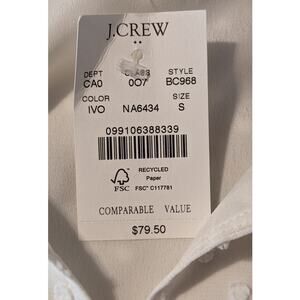 J.CREW
DEPT CLASS STYLE
CA0 007 BC968
COLOR SIZE
IVO NA6434 S
099106388339
FSC
RECYCLED
Paper
FSC® C117781
COMPARABLE VALUE
$79.50